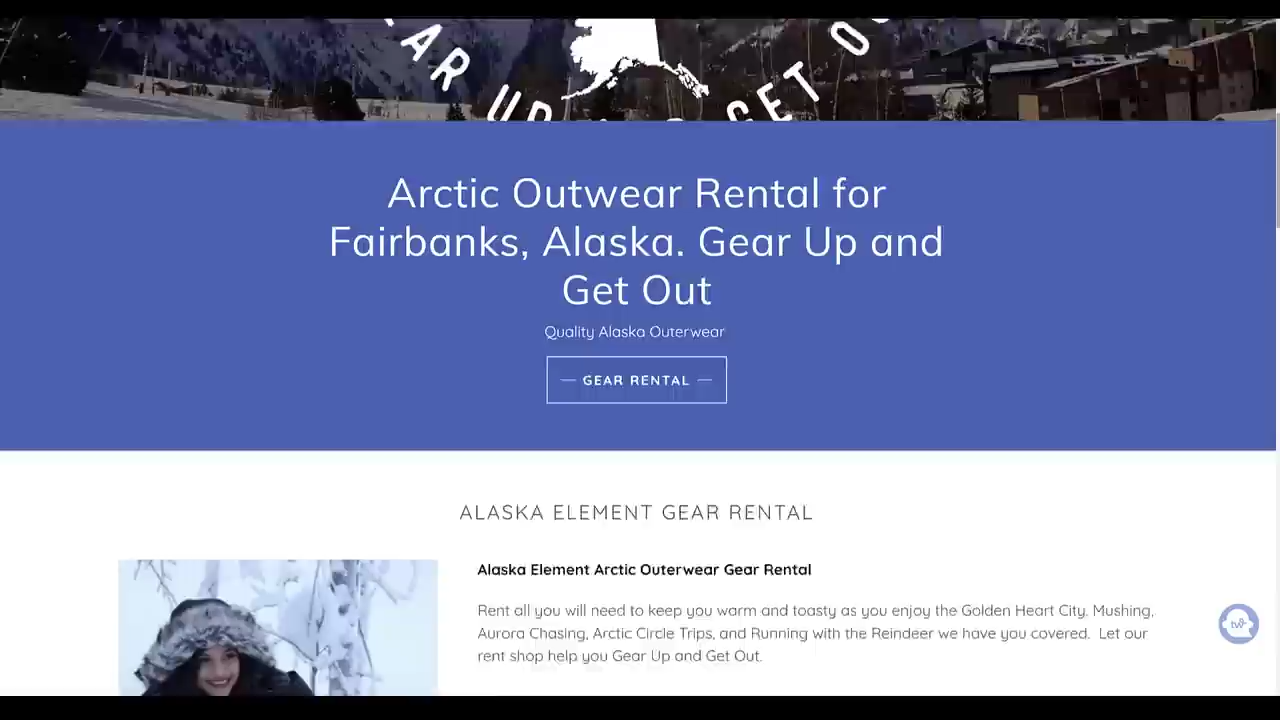 AR UP GET O
Arctic Outwear Rental for
Fairbanks, Alaska. Gear Up and
Get Out
Quality Alaska Outerwear
— GEAR RENTAL —
ALASKA ELEMENT GEAR RENTAL
Alaska Element Arctic Outerwear Gear Rental
Rent all you will need to keep you warm and toasty as you enjoy the Golden Heart City. Mushing,
Aurora Chasing, Arctic Circle Trips, and Running with the Reindeer we have you covered. Let our
rent shop help you Gear Up and Get Out.